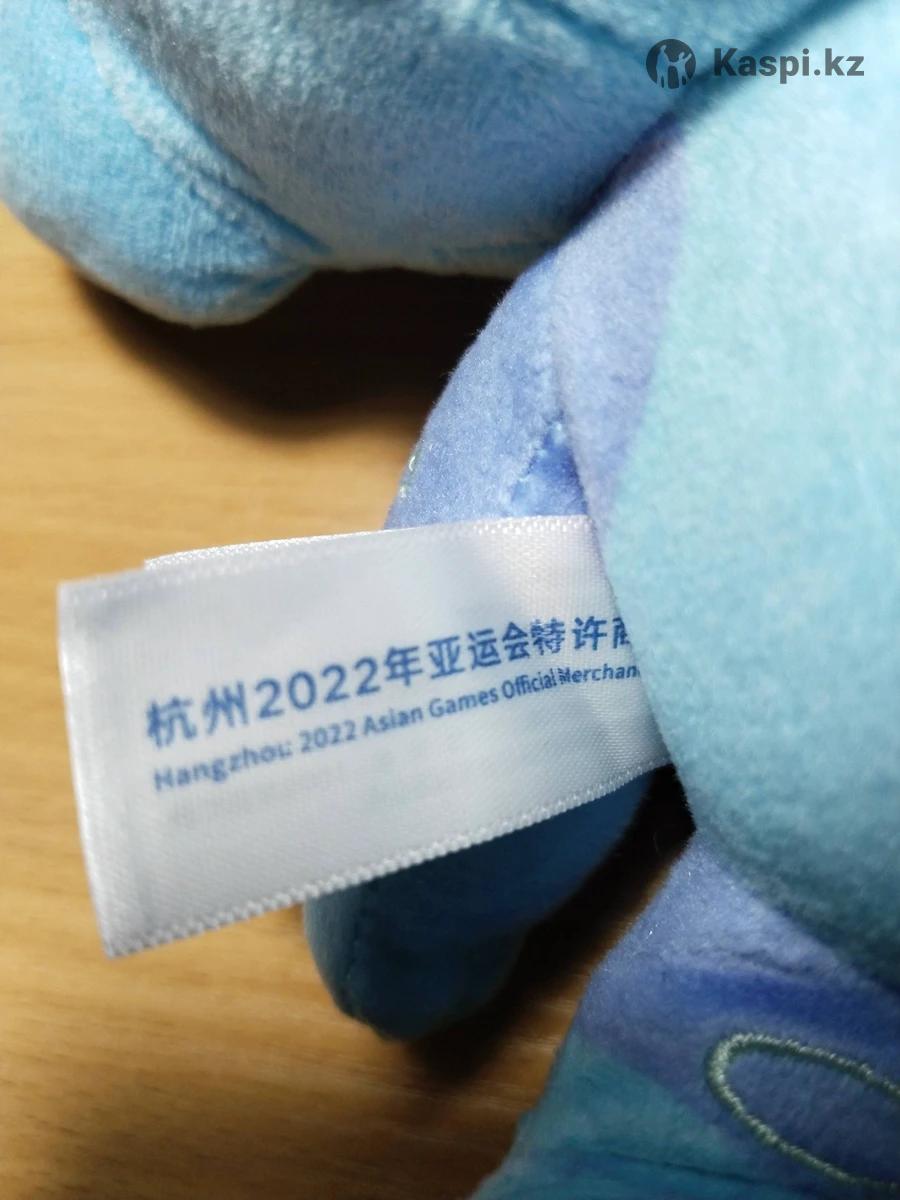 Kaspi.kz
杭州2022年亚运会特许
Hangzhou 2022 Asian Games Official